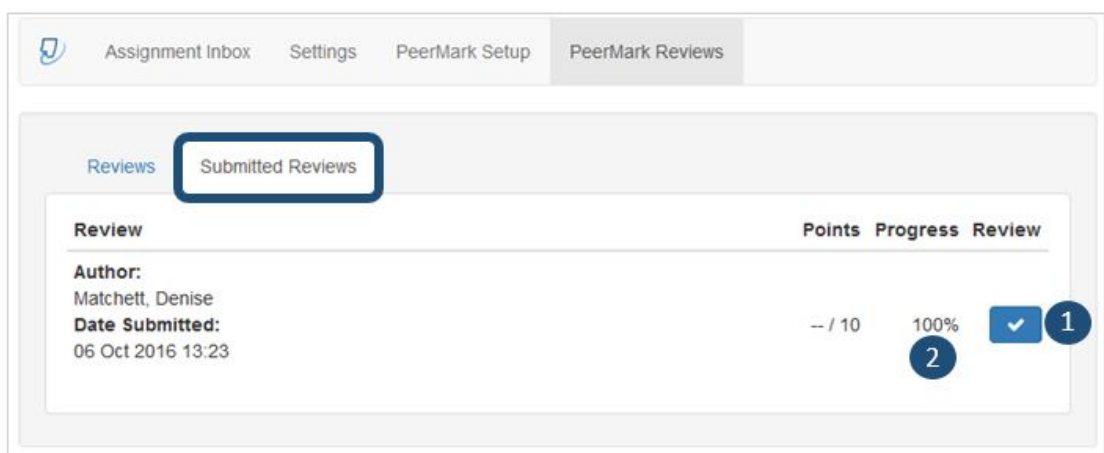 Assignment Inbox Settings PeerMark Setup PeerMark Reviews
Reviews Submitted Reviews
Review Points Progress Review
Author:
Matchett, Denise
Date Submitted:
06 Oct 2016 13:23
-- / 10 100% 1
2